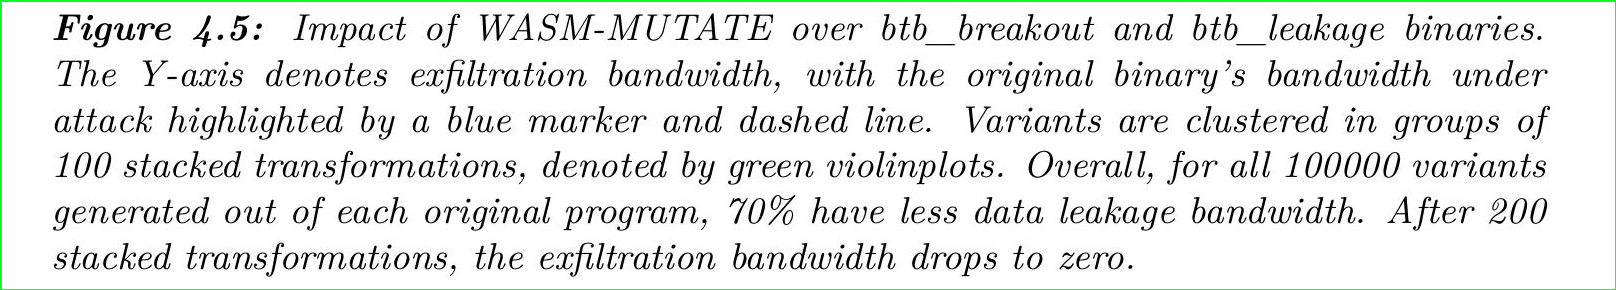 Figure 4.5: Impact of WASM-MUTATE over btb_breakout and btb_leakage binaries.
The Y-axis denotes exfiltration bandwidth, with the original binary's bandwidth under
attack highlighted by a blue marker and dashed line. Variants are clustered in groups of
100 stacked transformations, denoted by green violinplots. Overall, for all 100000 variants
generated out of each original program, 70% have less data leakage bandwidth. After 200
stacked transformations, the exfiltration bandwidth drops to zero.